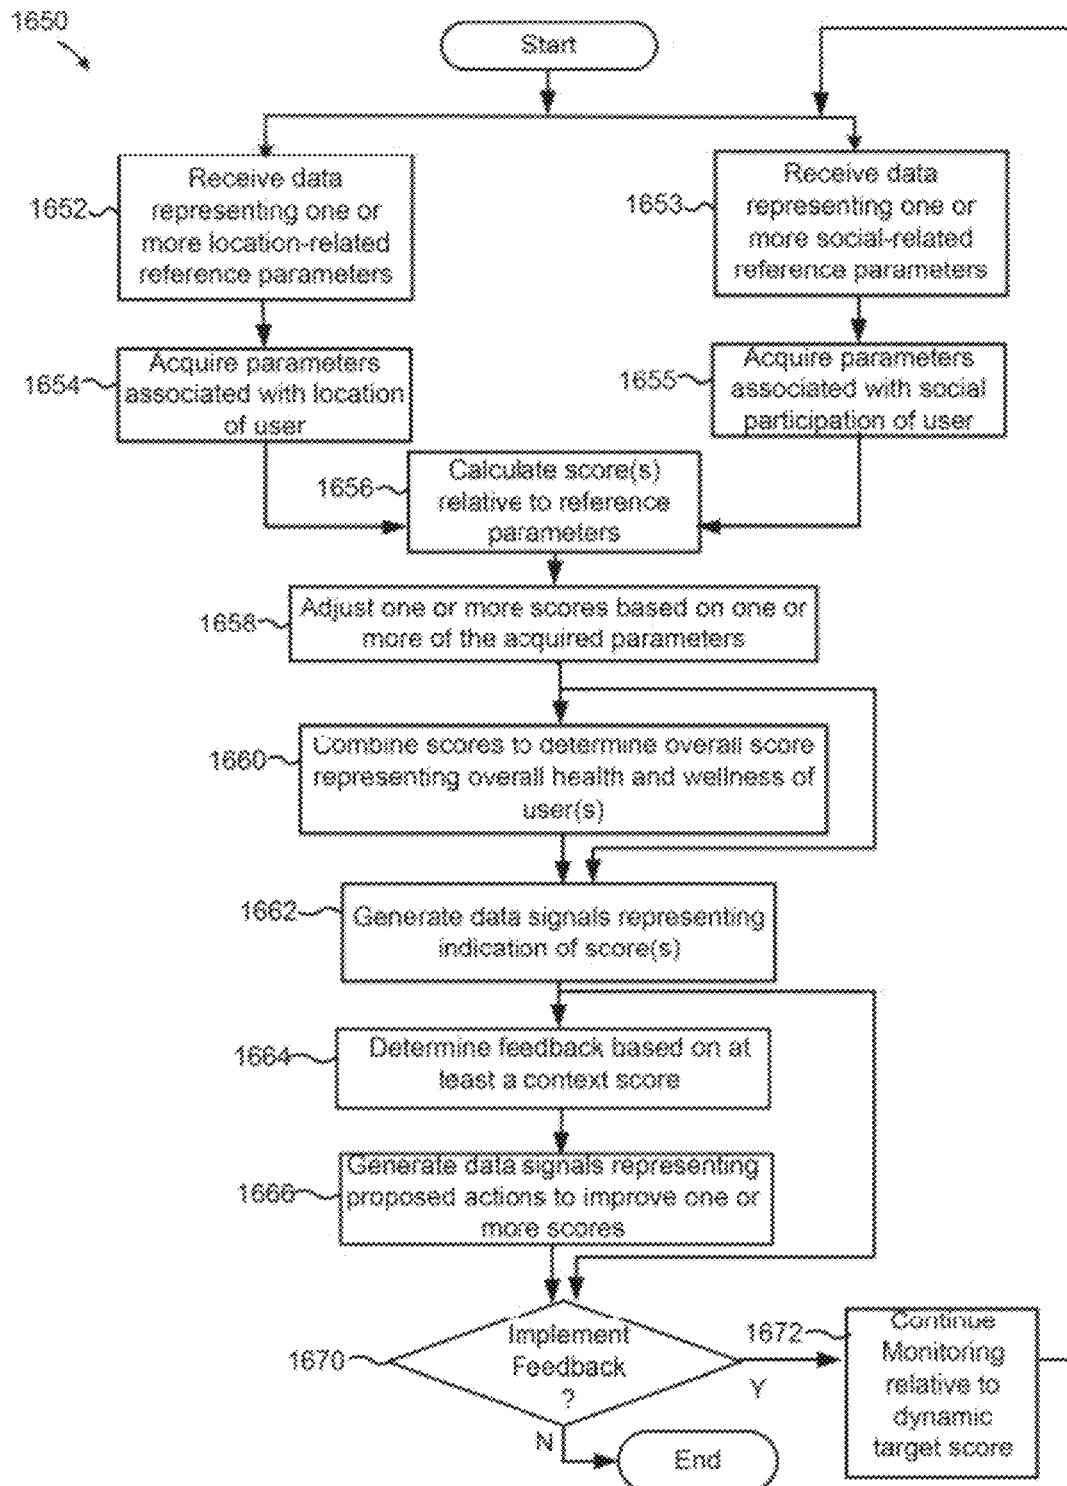 1650
Start
1652
Receive data
representing one or
more location-related
reference parameters
1653
Receive data
representing one or
more social-related
reference parameters
1654
Acquire parameters
associated with location
of user
1655
Acquire parameters
associated with social
participation of user
1656
Calculate score(s)
relative to reference
parameters
1658
Adjust one or more scores based on one or
more of the acquired parameters
1660
Combine scores to determine overall score
representing overall health and wellness of
user(s)
1662
Generate data signals representing
indication of score(s)
1664
Determine feedback based on at
least a context score
1666
Generate data signals representing
proposed actions to improve one or
more scores
1670
Implement
Feedback
?
Y
N
1672
Continue
Monitoring
relative to
dynamic
target score
End